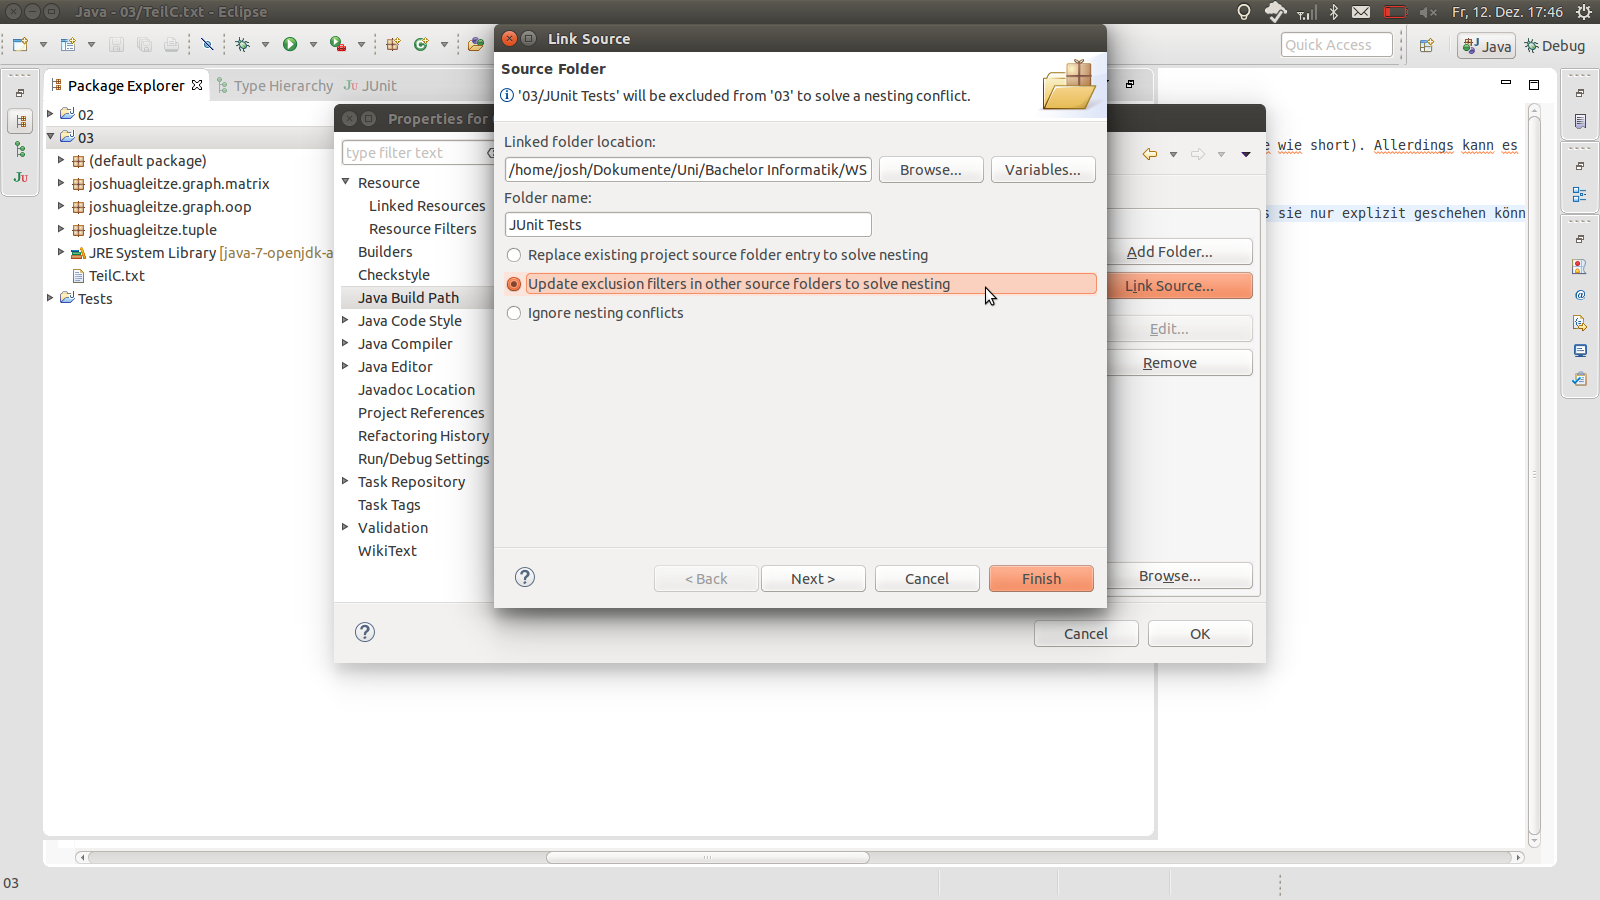 Java - 03/TeilC.txt - Eclipse
Fr, 12. Dez. 17:46
Quick Access
Java
Debug
Package Explorer
Type Hierarchy
JU JUnit
02
03
(default package)
joshuagleitze.graph.matrix
joshuagleitze.graph.oop
joshuagleitze.tuple
JRE System Library [java-7-openjdk-a
TeilC.txt
Tests
JU
Properties for
type filter text
Resource
Linked Resources
Resource Filters
Builders
Checkstyle
Java Build Path
Java Code Style
Java Compiler
Java Editor
Javadoc Location
Project References
Refactoring History
Run/Debug Settings
Task Repository
Task Tags
Validation
WikiText
Link Source
Source Folder
'03/JUnit Tests' will be excluded from '03' to solve a nesting conflict.
Linked folder location:
/home/josh/Dokumente/Uni/Bachelor Informatik/WS
Browse...
Variables...
Folder name:
JUnit Tests
Replace existing project source folder entry to solve nesting
Update exclusion filters in other source folders to solve nesting
Ignore nesting conflicts
< Back
Next >
Cancel
Finish
Add Folder...
Link Source...
Edit...
Remove
Browse...
Cancel
OK
e wie short). Allerdings kann es
s sie nur explizit geschehen könn
03